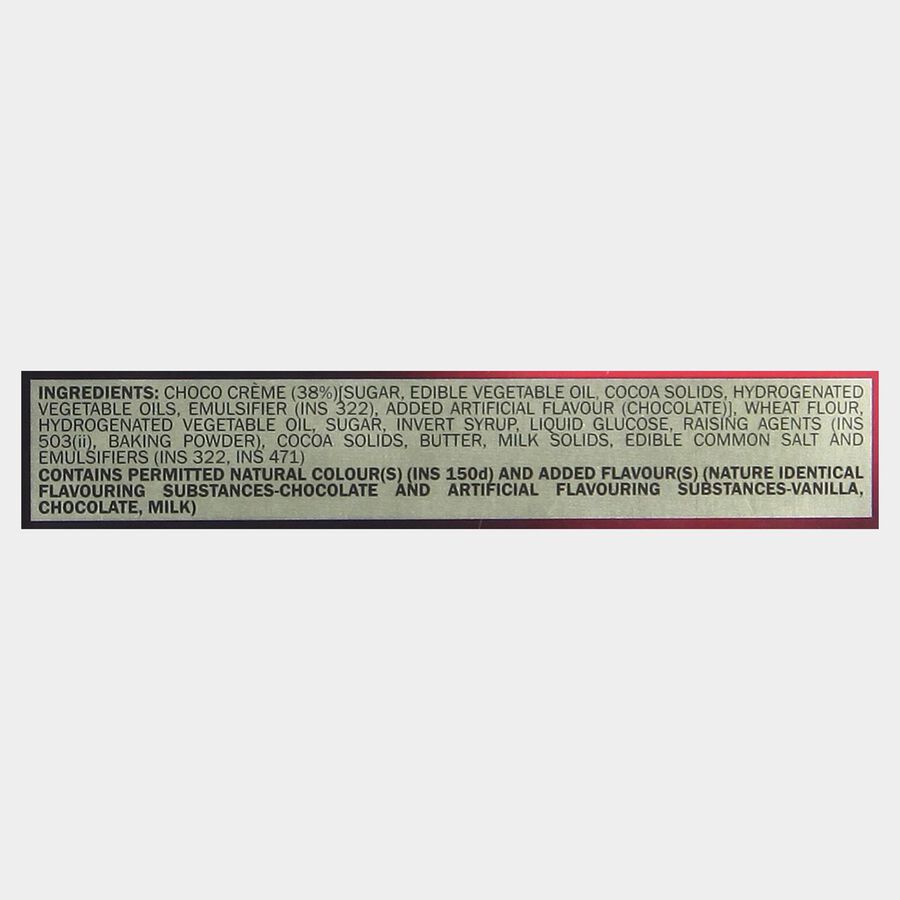 INGREDIENTS: CHOCO CRÈME (38%)[SUGAR, EDIBLE VEGETABLE OIL, COCOA SOLIDS, HYDROGENATED
VEGETABLE OILS, EMULSIFIER (INS 322), ADDED ARTIFICIAL FLAVOUR (CHOCOLATE)], WHEAT FLOUR,
HYDROGENATED VEGETABLE OIL, SUGAR, INVERT SYRUP, LIQUID GLUCOSE, RAISING AGENTS (INS
503(ii), BAKING POWDER), COCOA SOLIDS, BUTTER, MILK SOLIDS, EDIBLE COMMON SALT AND
EMULSIFIERS (INS 322, INS 471)
CONTAINS PERMITTED NATURAL COLOUR(S) (INS 150d) AND ADDED FLAVOUR(S) (NATURE IDENTICAL
FLAVOURING SUBSTANCES-CHOCOLATE AND ARTIFICIAL FLAVOURING SUBSTANCES-VANILLA,
CHOCOLATE, MILK)